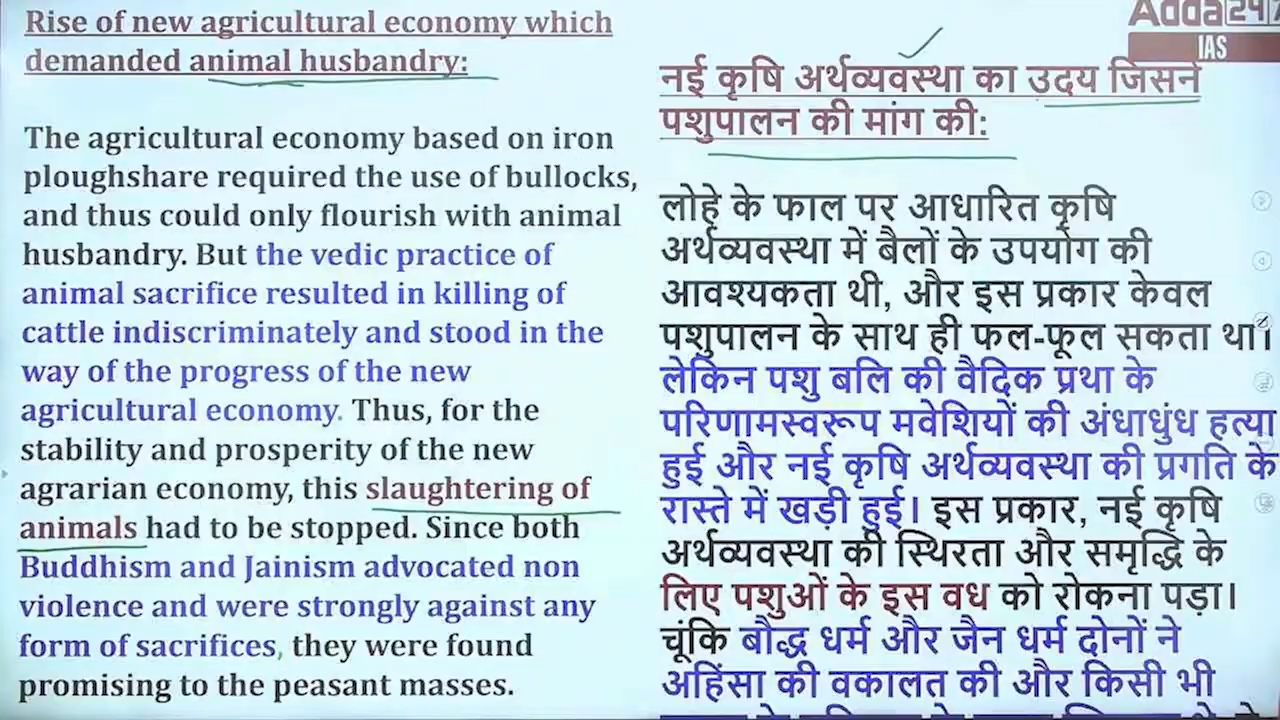 Rise of new agricultural economy which
demanded animal husbandry:
The agricultural economy based on iron
ploughshare required the use of bullocks,
and thus could only flourish with animal
husbandry. But the vedic practice of
animal sacrifice resulted in killing of
cattle indiscriminately and stood in the
way of the progress of the new
agricultural economy. Thus, for the
stability and prosperity of the new
agrarian economy, this slaughtering of
animals had to be stopped. Since both
Buddhism and Jainism advocated non
violence and were strongly against any
form of sacrifices, they were found
promising to the peasant masses.
Adda247
IAS
नई कृषि अर्थव्यवस्था का उदय जिसने
पशुपालन की मांग की:
लोहे के फाल पर आधारित कृषि
अर्थव्यवस्था में बैलों के उपयोग की
आवश्यकता थी, और इस प्रकार केवल
पशुपालन के साथ ही फल-फूल सकता था।
लेकिन पशु बलि की वैदिक प्रथा के
परिणामस्वरूप मवेशियों की अंधाधुंध हत्या
हुई और नई कृषि अर्थव्यवस्था की प्रगति के
रास्ते में खड़ी हुई। इस प्रकार, नई कृषि
अर्थव्यवस्था की स्थिरता और समृद्धि के
लिए पशुओं के इस वध को रोकना पड़ा।
चूंकि बौद्ध धर्म और जैन धर्म दोनों ने
अहिंसा की वकालत की और किसी भी